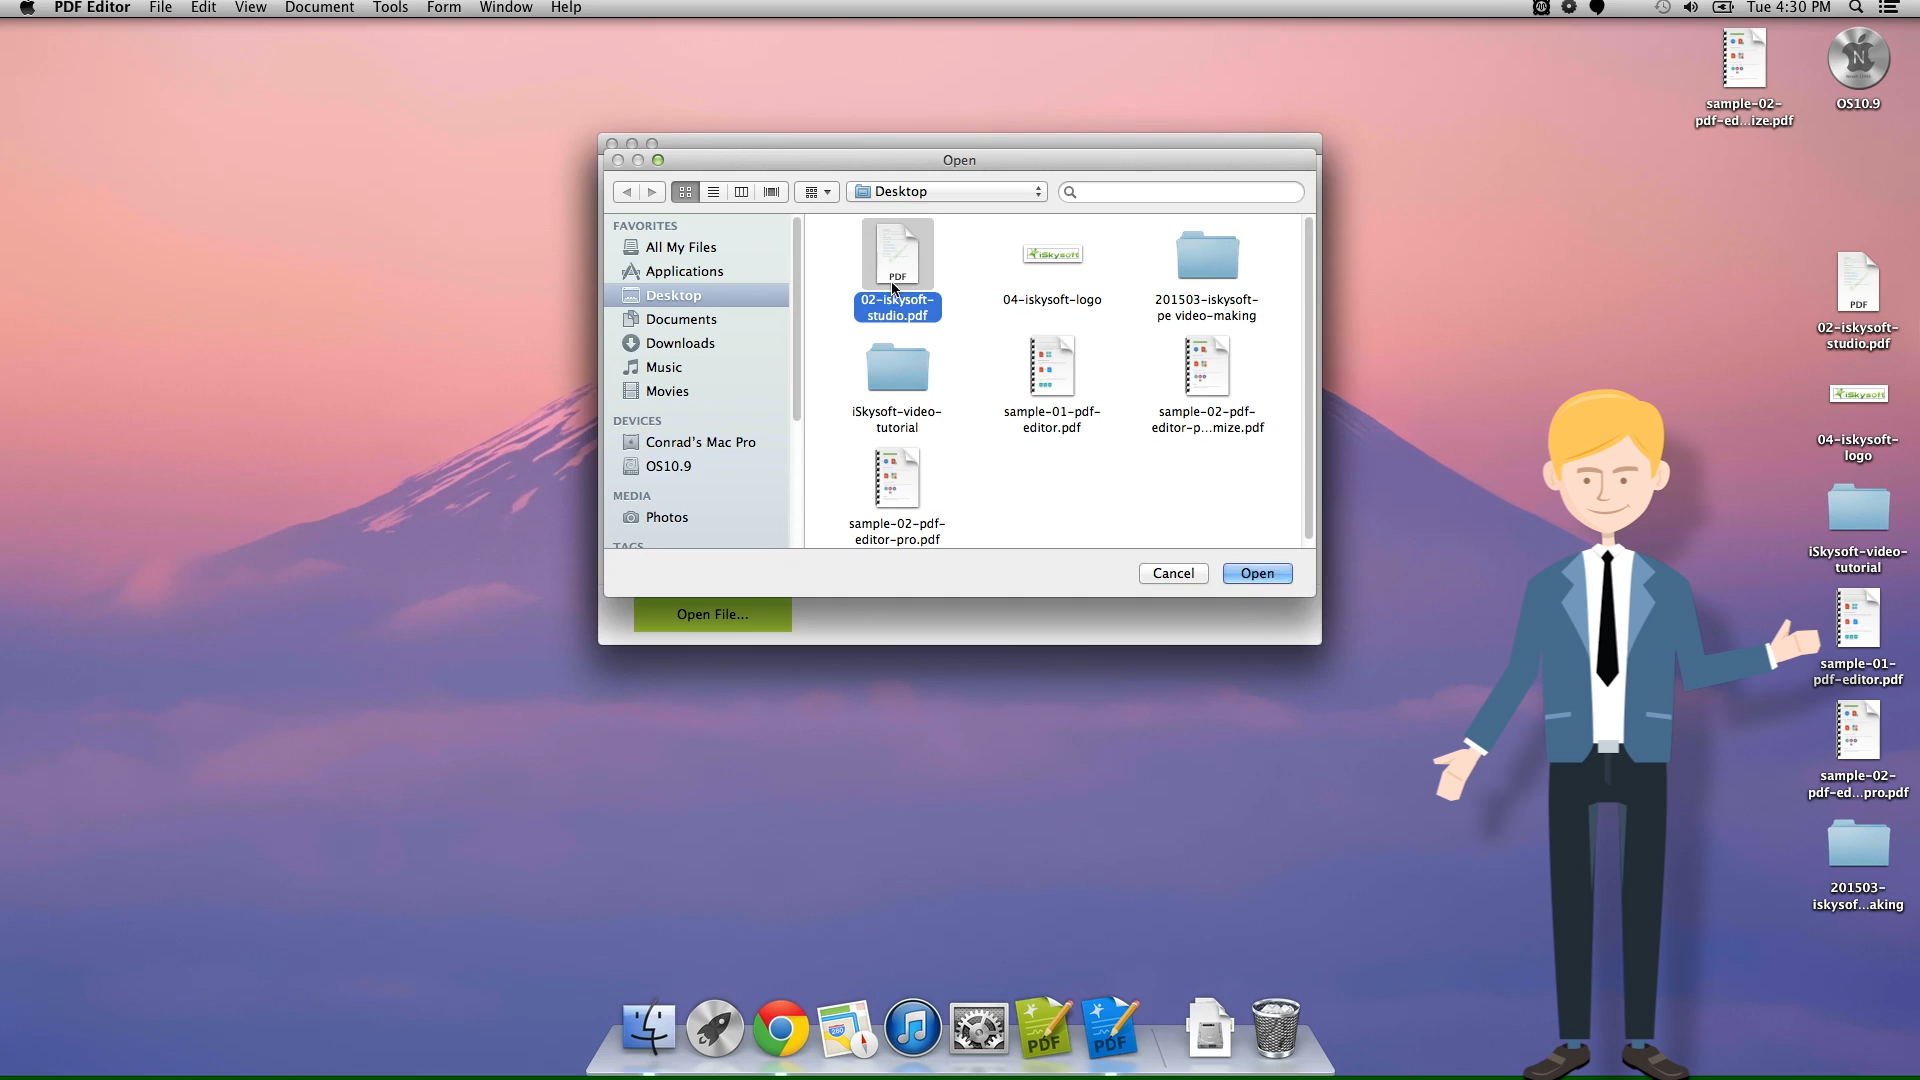 PDF Editor File Edit View Document Tools Form Window Help
Tue 4:30 PM
sample-02-
pdf-ed...ize.pdf
OS10.9
Open
Desktop
FAVORITES
All My Files
Applications
Desktop
Documents
Downloads
Music
Movies
DEVICES
Conrad's Mac Pro
OS10.9
MEDIA
Photos
TAGS
PDF
02-iskysoft-
studio.pdf
iSkysoft
04-iskysoft-logo
201503-iskysoft-
pe video-making
iSkysoft-video-
tutorial
sample-01-pdf-
editor.pdf
sample-02-pdf-
editor-p...mize.pdf
sample-02-pdf-
editor-pro.pdf
Cancel
Open
Open File...
PDF
02-iskysoft-
studio.pdf
iSkysoft
04-iskysoft-
logo
iSkysoft-video-
tutorial
sample-01-
pdf-editor.pdf
sample-02-
pdf-ed...pro.pdf
201503-
iskysof...aking
280
PDF
PDF